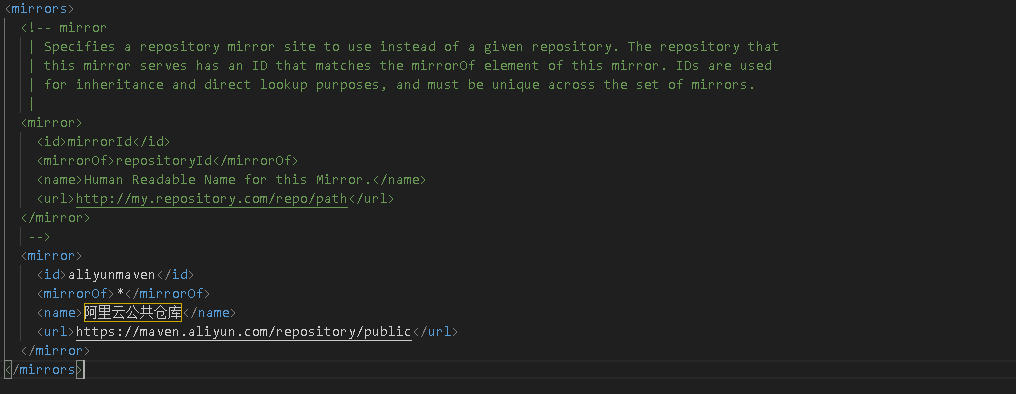 <mirrors>
<!-- mirror
| Specifies a repository mirror site to use instead of a given repository. The repository that
| this mirror serves has an ID that matches the mirrorOf element of this mirror. IDs are used
| for inheritance and direct lookup purposes, and must be unique across the set of mirrors.
|
<mirror>
<id>mirrorId</id>
<mirrorOf>repositoryId</mirrorOf>
<name>Human Readable Name for this Mirror.</name>
<url>http://my.repository.com/repo/path</url>
</mirror>
-->
<mirror>
<id>aliyunmaven</id>
<mirrorOf>*</mirrorOf>
<name>阿里云公共仓库</name>
<url>https://maven.aliyun.com/repository/public</url>
</mirror>
</mirrors>